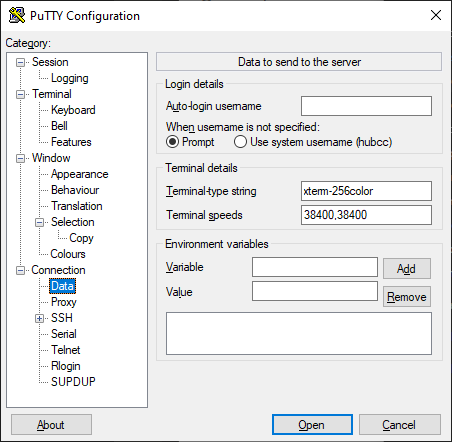 PuTTY Configuration
Category:
Session
Logging
Terminal
Keyboard
Bell
Features
Window
Appearance
Behaviour
Translation
Selection
Copy
Colours
Connection
Data
Proxy
SSH
Serial
Telnet
Rlogin
SUPDUP
Data to send to the server
Login details
Auto-login username
When username is not specified:
Prompt Use system username (hubcc)
Terminal details
Terminal-type string xterm-256color
Terminal speeds 38400,38400
Environment variables
Variable Add
Value Remove
About Open Cancel